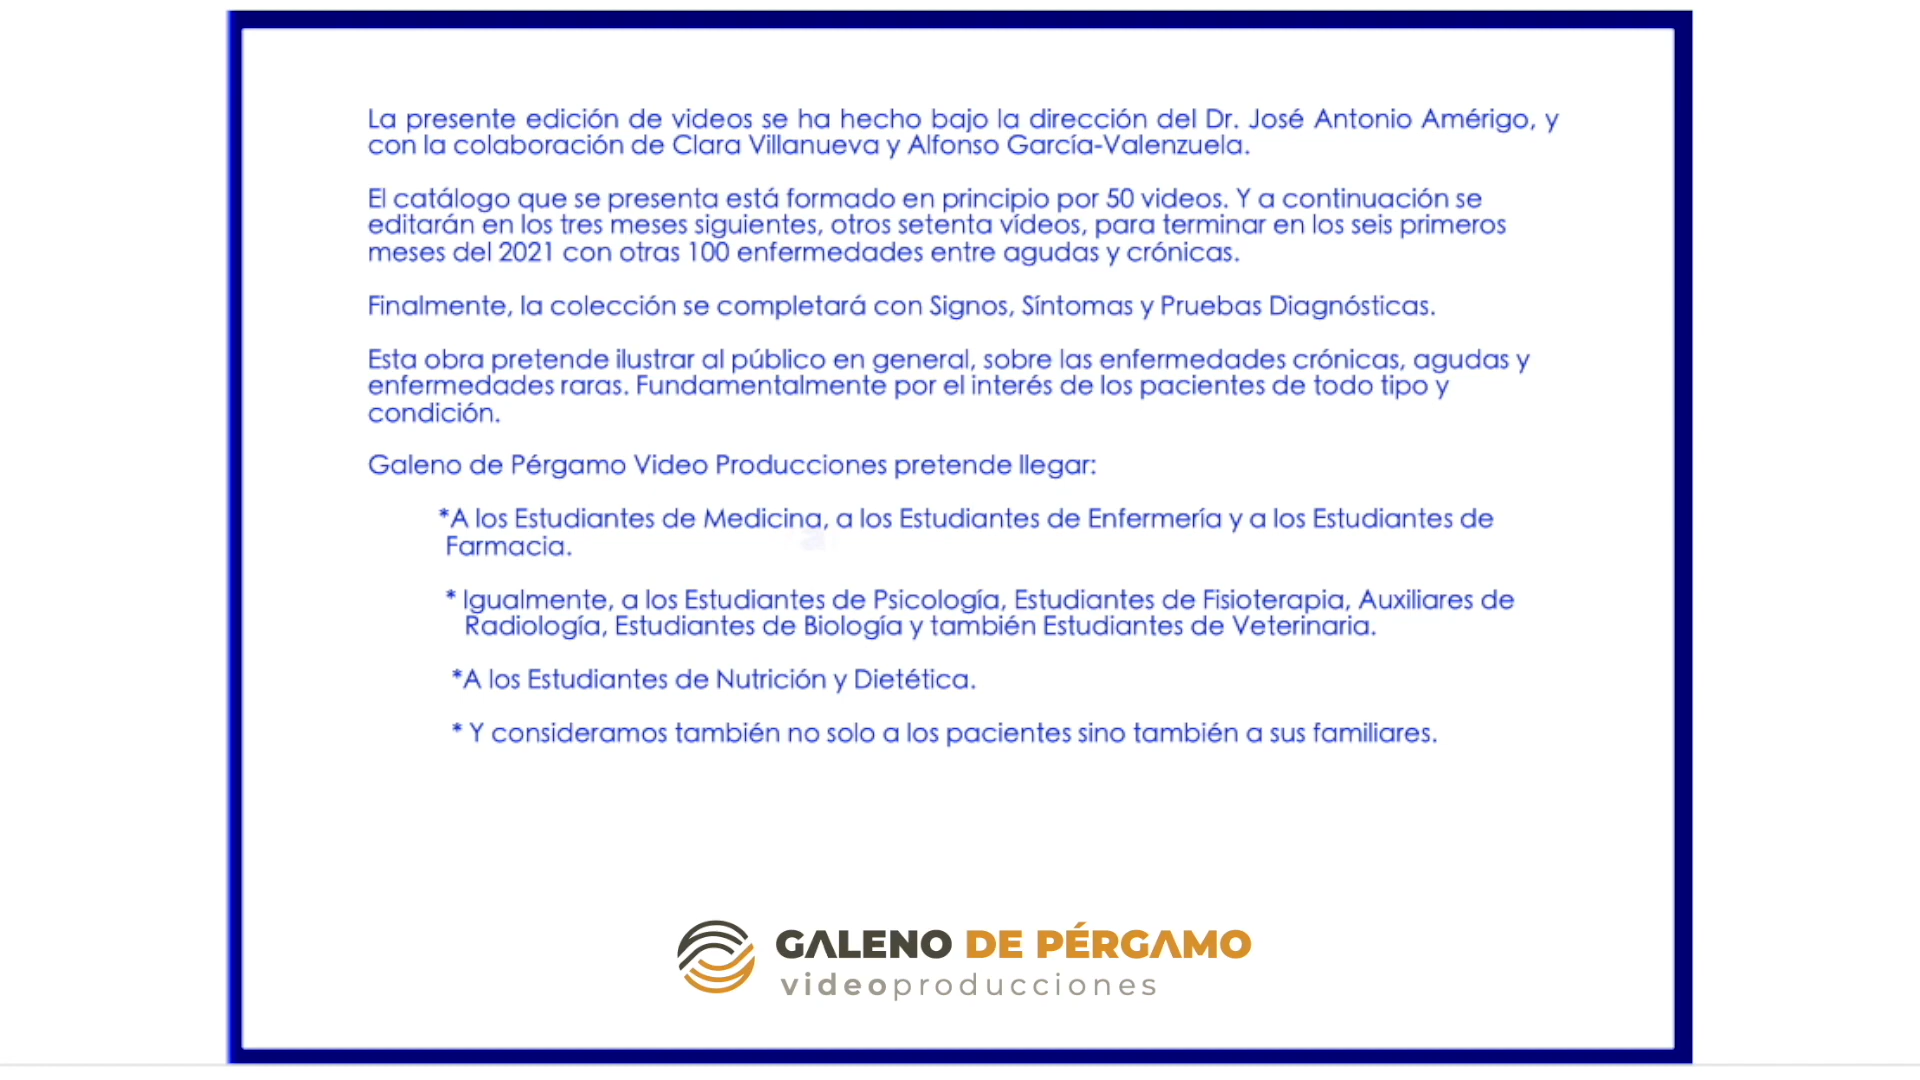 La presente edición de videos se ha hecho bajo la dirección del Dr. José Antonio Amérigo, y
con la colaboración de Clara Villanueva y Alfonso García-Valenzuela.
El catálogo que se presenta está formado en principio por 50 videos. Y a continuación se
editarán en los tres meses siguientes, otros setenta vídeos, para terminar en los seis primeros
meses del 2021 con otras 100 enfermedades entre agudas y crónicas.
Finalmente, la colección se completará con Signos, Síntomas y Pruebas Diagnósticas.
Esta obra pretende ilustrar al público en general, sobre las enfermedades crónicas, agudas y
enfermedades raras. Fundamentalmente por el interés de los pacientes de todo tipo y
condición.
Galeno de Pérgamo Video Producciones pretende llegar:
*A los Estudiantes de Medicina, a los Estudiantes de Enfermería y a los Estudiantes de
Farmacia.
* Igualmente, a los Estudiantes de Psicología, Estudiantes de Fisioterapia, Auxiliares de
Radiología, Estudiantes de Biología y también Estudiantes de Veterinaria.
*A los Estudiantes de Nutrición y Dietética.
* Y consideramos también no solo a los pacientes sino también a sus familiares.
GALENO DE PÉRGAMO
videoproducciones